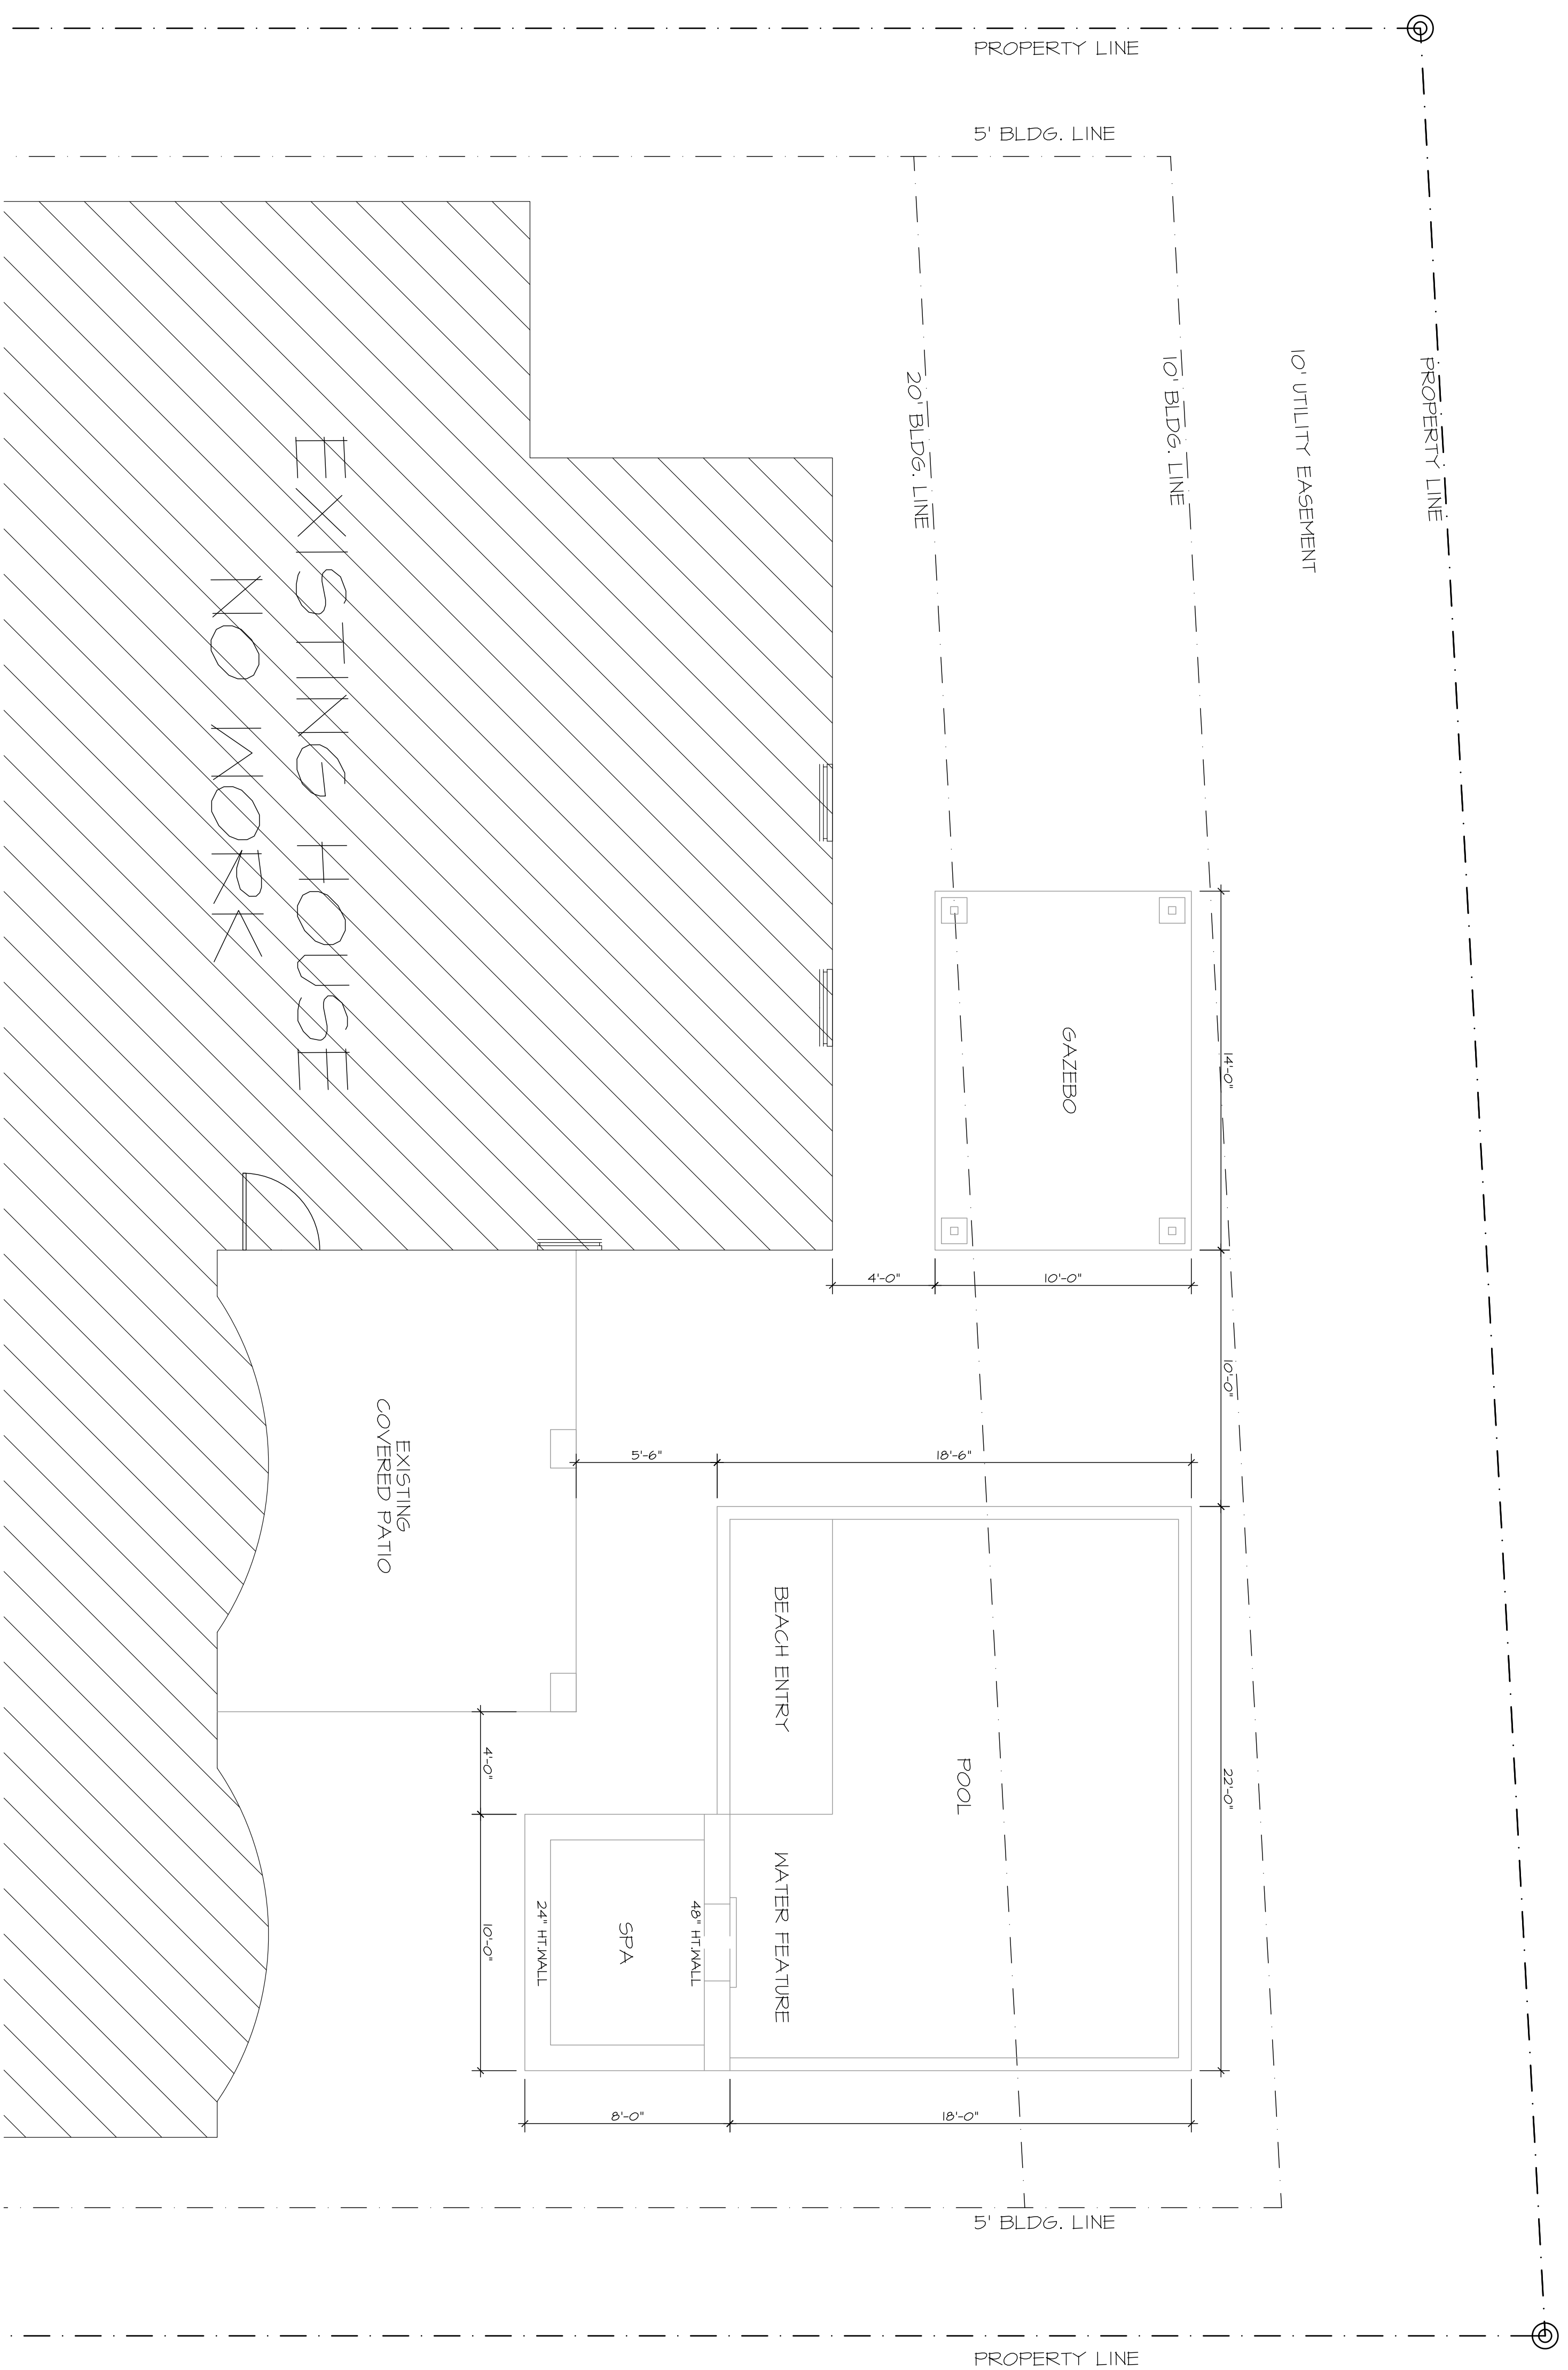 PROPERTY LINE
5' BLDG. LINE
20' BLDG. LINE
10' BLDG. LINE
10' UTILITY EASEMENT
PROPERTY LINE
EXISTING HOUSE
NO WORK
GAZEBO
14'-0"
4'-0"
10'-0"
10'-0"
EXISTING
COVERED PATIO
5'-6"
18'-6"
BEACH ENTRY
POOL
22'-0"
4'-0"
10'-0"
24" HT.WALL
SPA
48" HT.WALL
WATER FEATURE
8'-0"
18'-0"
5' BLDG. LINE
PROPERTY LINE